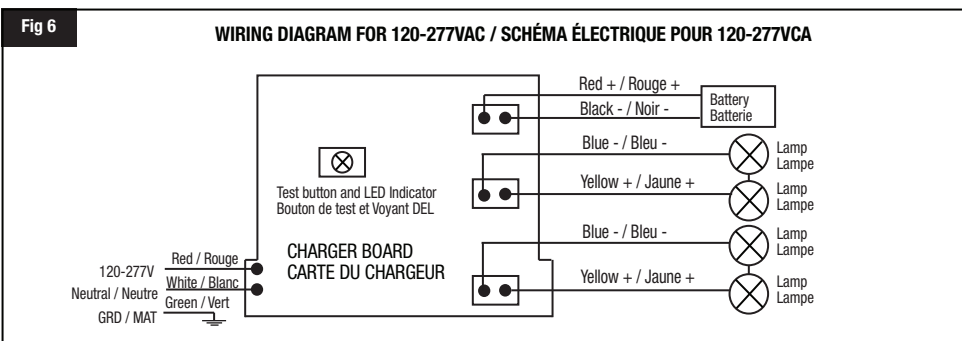 Fig 6
WIRING DIAGRAM FOR 120-277VAC / SCHÉMA ÉLECTRIQUE POUR 120-277VCA
Red + / Rouge +
Black - / Noir -
Battery
Batterie
Blue - / Bleu -
Lamp
Lampe
Yellow + / Jaune +
Lamp
Lampe
Test button and LED Indicator
Bouton de test et Voyant DEL
Blue - / Bleu -
Lamp
Lampe
Yellow + / Jaune +
Lamp
Lampe
CHARGER BOARD
CARTE DU CHARGEUR
120-277V
Red / Rouge
Neutral / Neutre
White / Blanc
GRD / MAT
Green / Vert